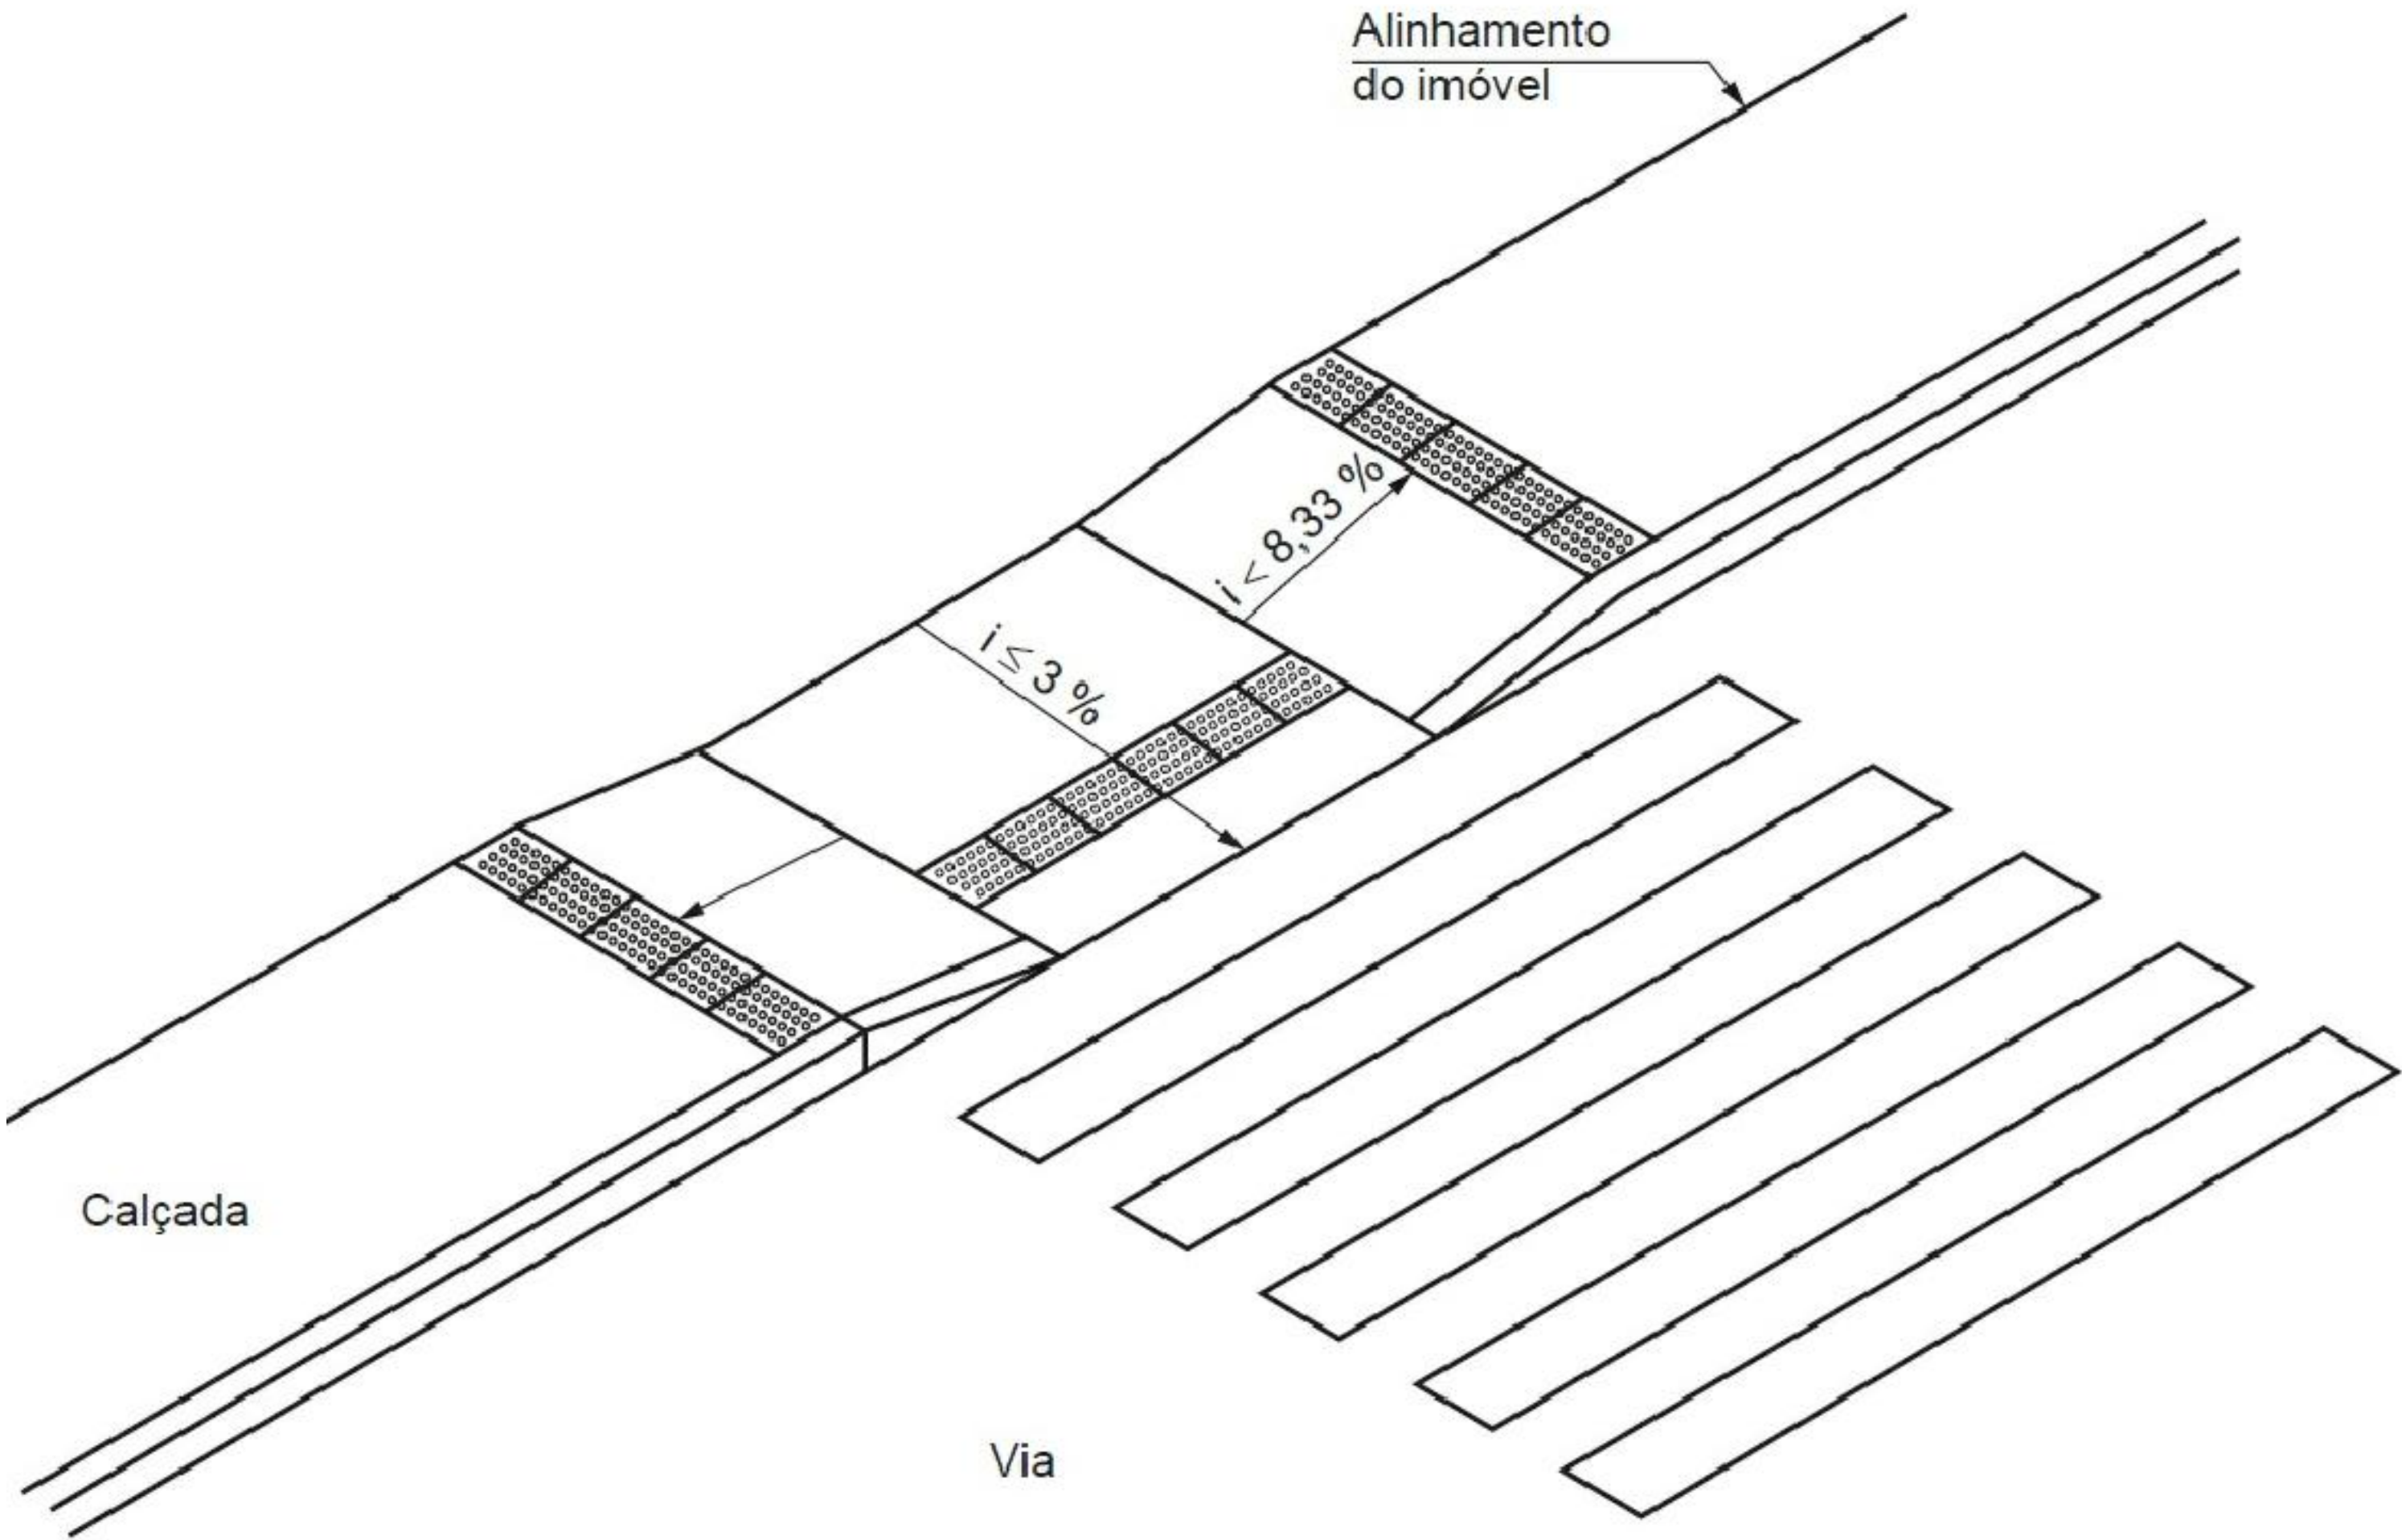 Alinhamento
do imóvel
i < 8,33 %
i ≤ 3 %
Calçada
Via